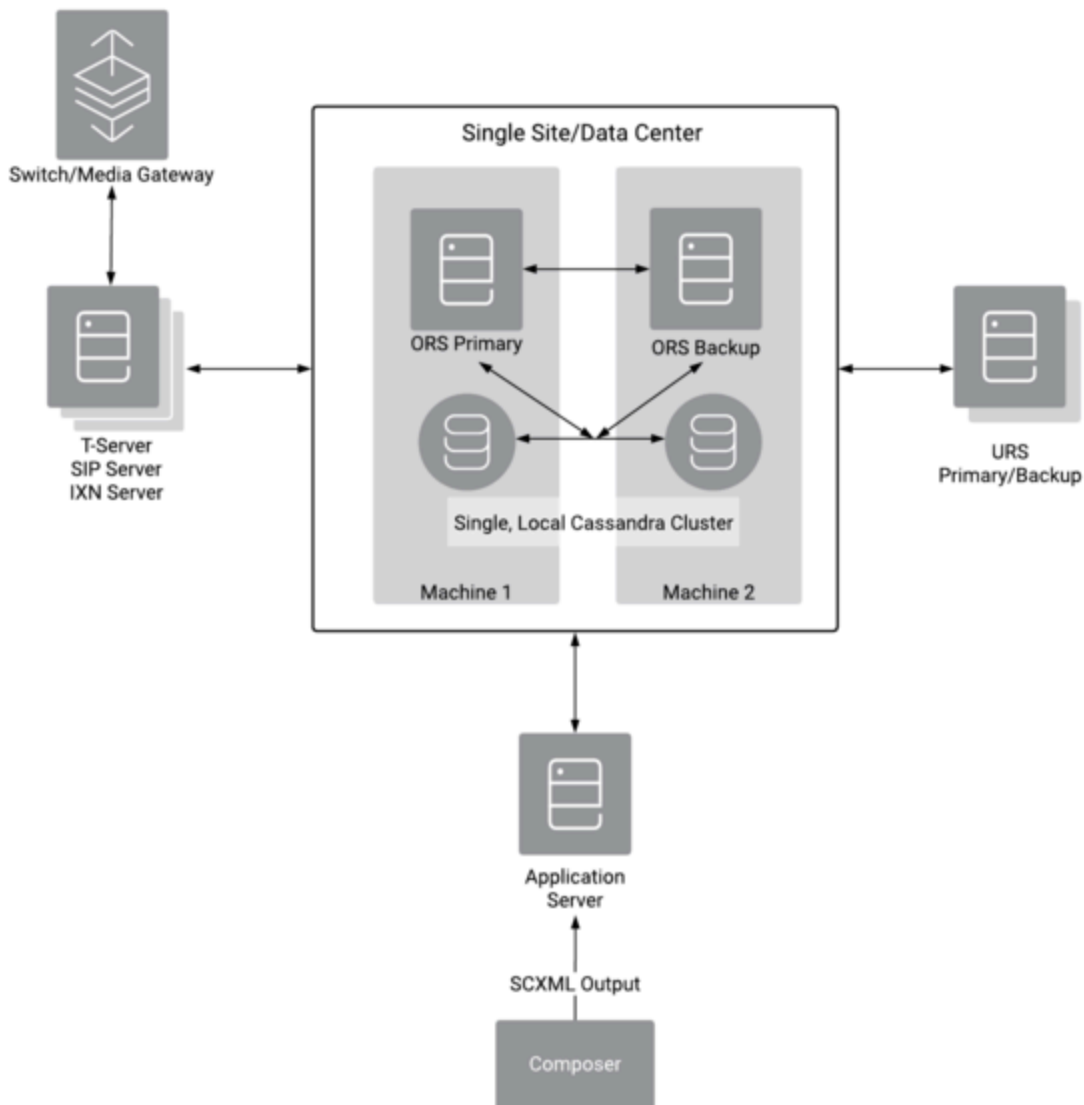 Switch/Media Gateway
Single Site/Data Center
ORS Primary
ORS Backup
T-Server
SIP Server
IXN Server
URS
Primary/Backup
Single, Local Cassandra Cluster
Machine 1
Machine 2
Application
Server
SCXML Output
Composer